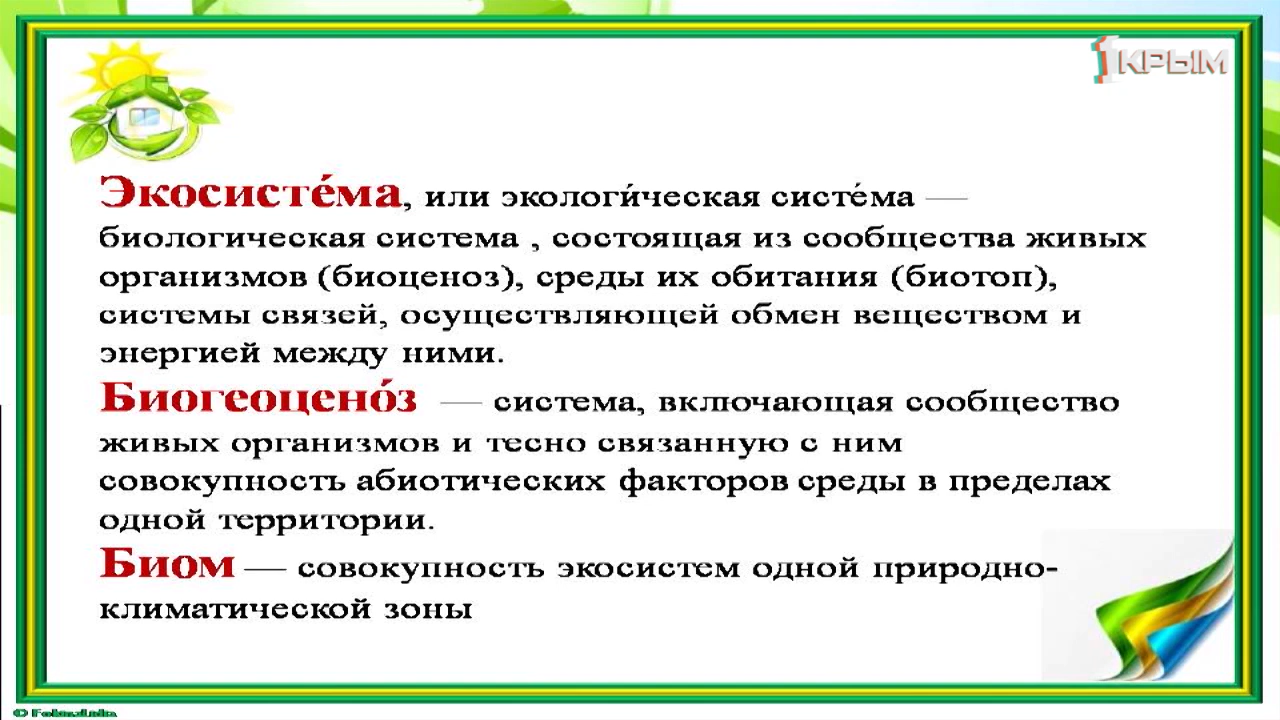 1 КРЫМ
Экосисте́ма, или экологи́ческая систе́ма —
биологическая система , состоящая из сообщества живых
организмов (биоценоз), среды их обитания (биотоп),
системы связей, осуществляющей обмен веществом и
энергией между ними.
Биогеоцено́з — система, включающая сообщество
живых организмов и тесно связанную с ним
совокупность абиотических факторов среды в пределах
одной территории.
Биом — совокупность экосистем одной природно-
климатической зоны